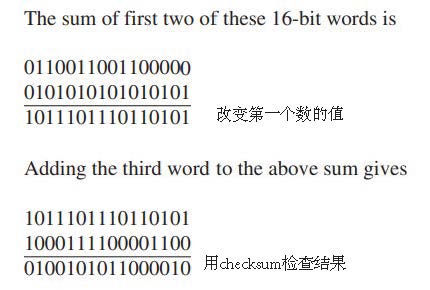 The sum of first two of these 16-bit words is
0110011001100000
0101010101010101
1011101110110101 改变第一个数的值
Adding the third word to the above sum gives
1011101110110101
1000111100001100
0100101011000010 用checksum检查结果